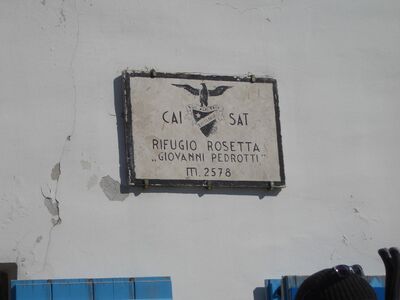 CAI SAT
RIFUGIO ROSETTA
„GIOVANNI PEDROTTI”
m. 2578